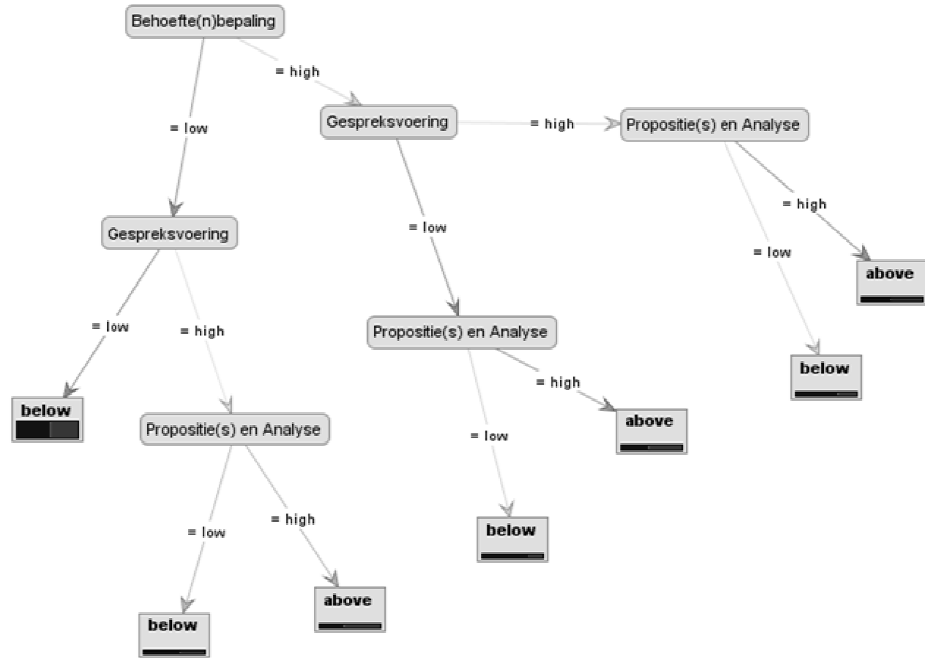 Behoefte(n)bepaling
= high
= low
Gespreksvoering
= high
Propositie(s) en Analyse
= high
= low
= low
Gespreksvoering
above
= low
= high
Propositie(s) en Analyse
below
= high
below
above
Propositie(s) en Analyse
= low
= high
= low
below
above
below